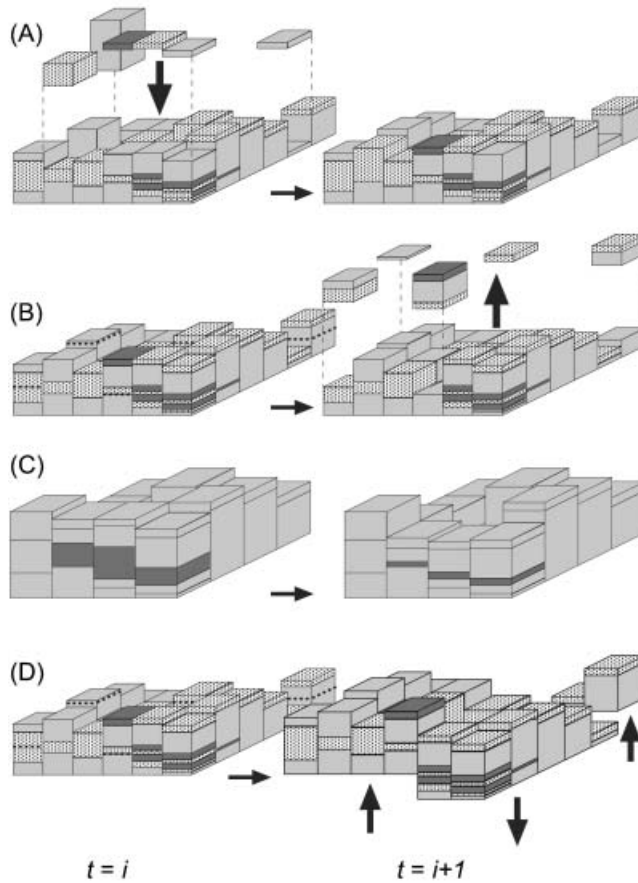 (A)
(B)
(C)
(D)
t = i
t = i+1